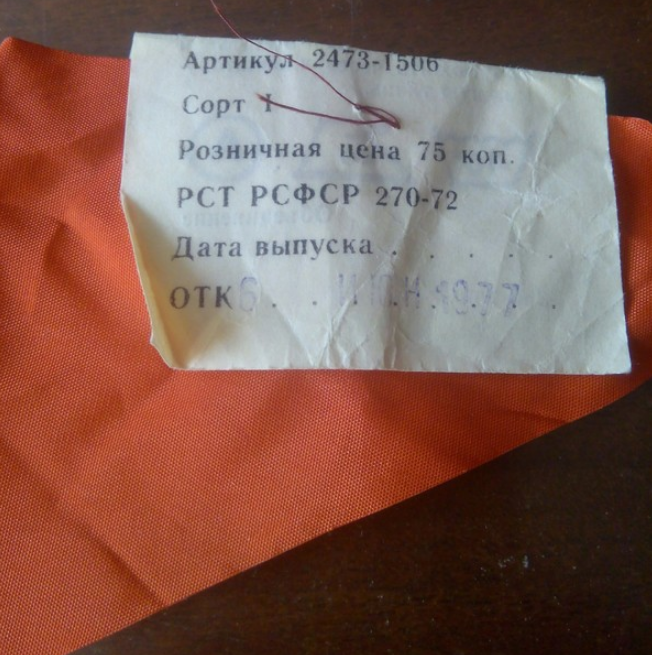 Артикул 2473-1506
Сорт I
Розничная цена 75 коп.
РСТ РСФСР 270-72
Дата выпуска . . . . .
ОТК 6 . . ИЮН 1977 .